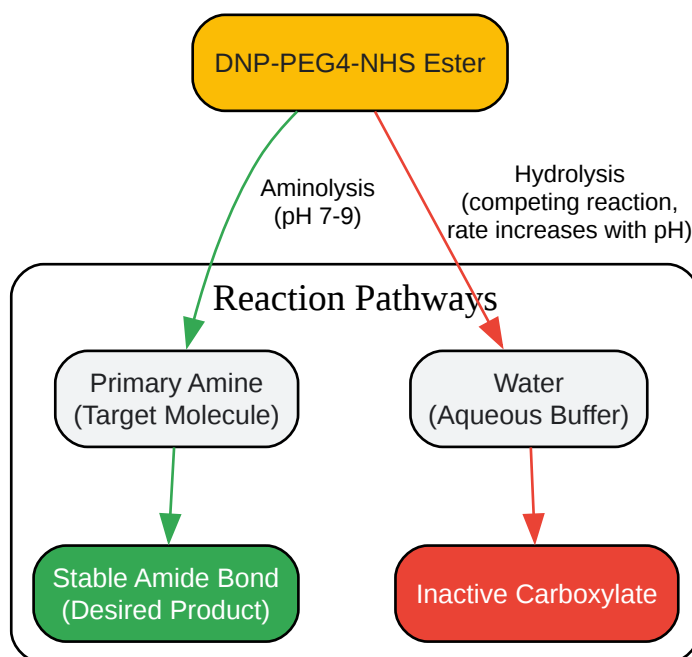 DNP-PEG4-NHS Ester
Aminolysis
(pH 7-9)
Hydrolysis
(competing reaction,
rate increases with pH)
Reaction Pathways
Primary Amine
(Target Molecule)
Water
(Aqueous Buffer)
Stable Amide Bond
(Desired Product)
Inactive Carboxylate